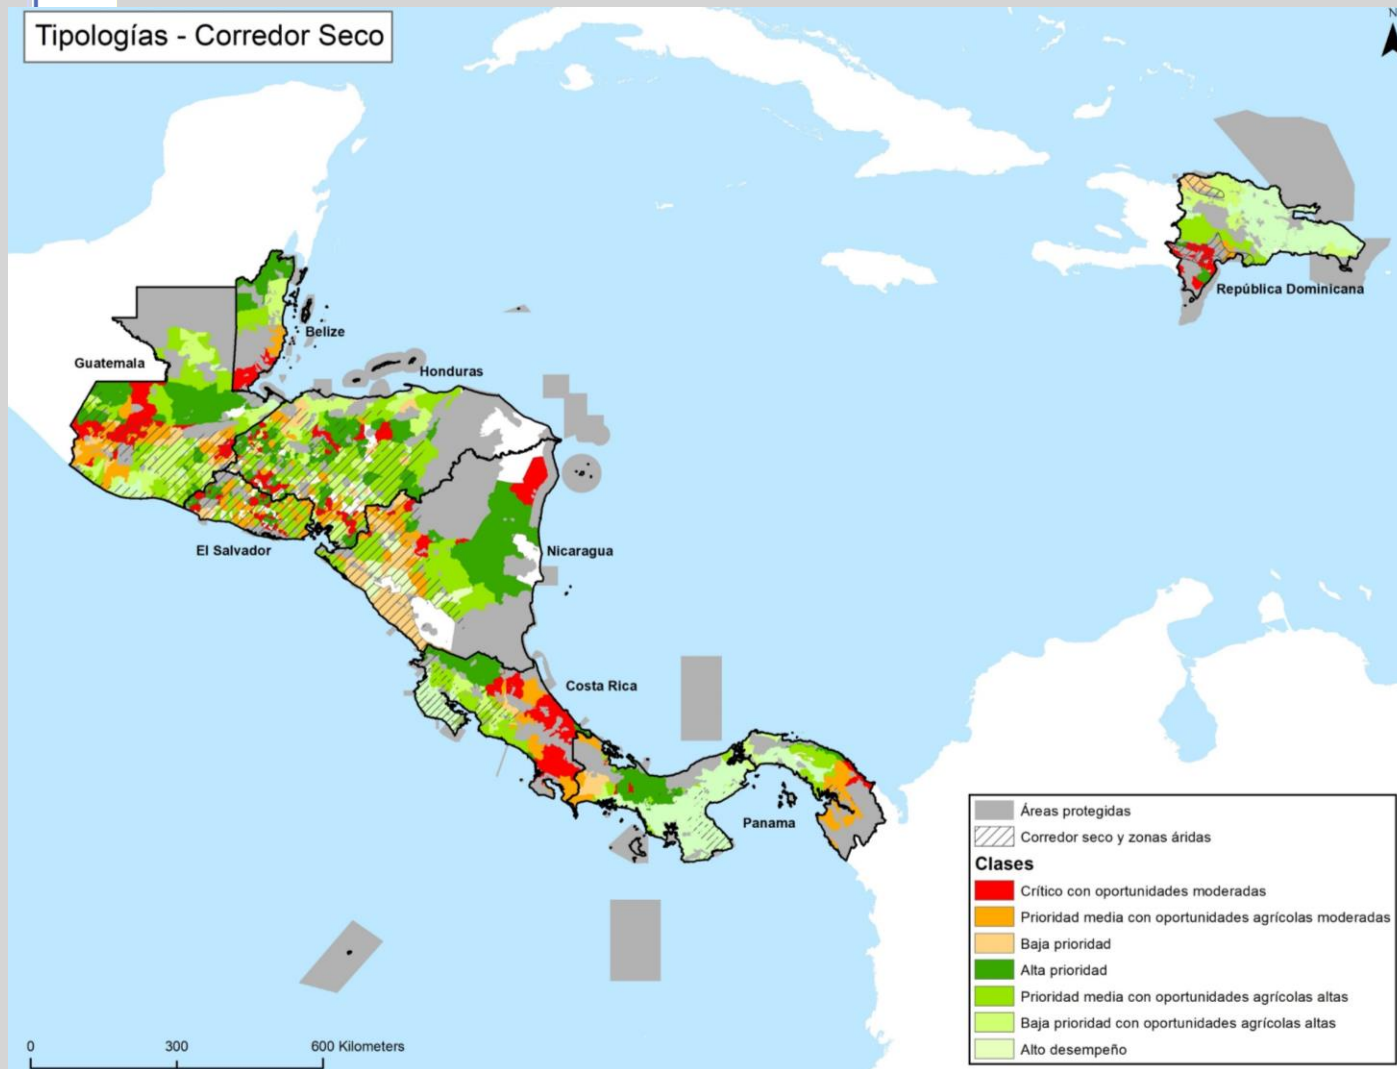 Tipologías - Corredor Seco
N
República Dominicana
Belize
Guatemala
Honduras
El Salvador
Nicaragua
Costa Rica
Panama
Áreas protegidas
Corredor seco y zonas áridas
Clases
Crítico con oportunidades moderadas
Prioridad media con oportunidades agrícolas moderadas
Baja prioridad
Alta prioridad
Prioridad media con oportunidades agrícolas altas
Baja prioridad con oportunidades agrícolas altas
Alto desempeño
0 300 600 Kilometers